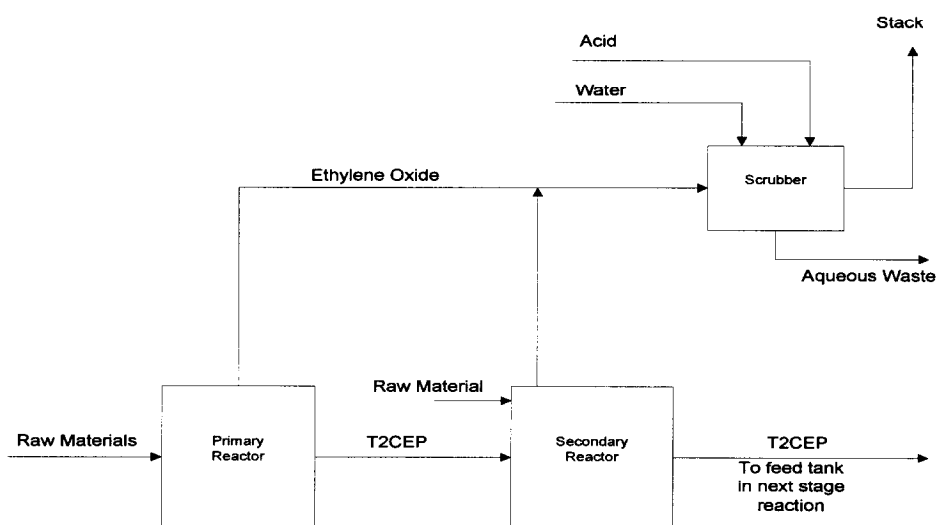 Stack
Acid
Water
Ethylene Oxide
Scrubber
Aqueous Waste
Raw Material
Raw Materials
Primary
Reactor
T2CEP
Secondary
Reactor
T2CEP
To feed tank
in next stage
reaction